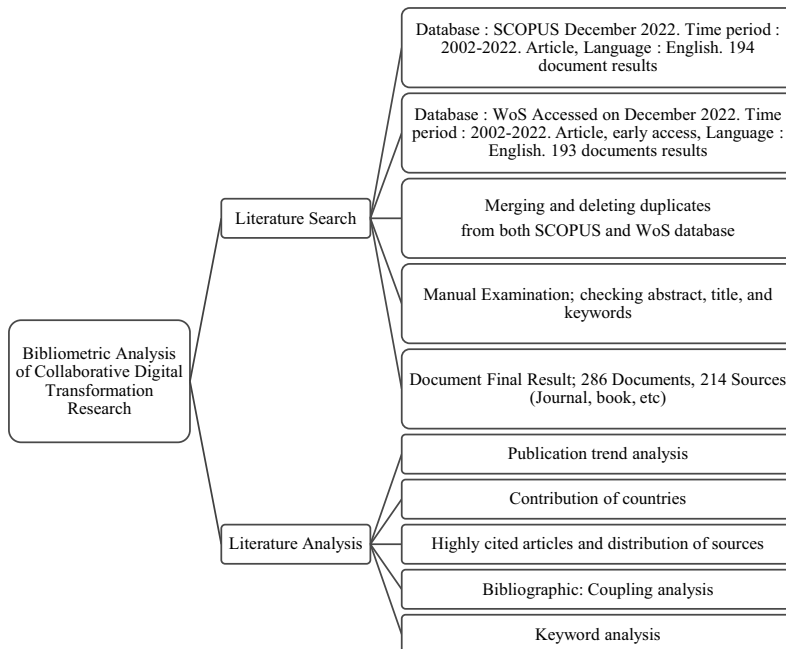 Database : SCOPUS December 2022. Time period :
2002-2022. Article, Language : English. 194
document results
Database : WoS Accessed on December 2022. Time
period : 2002-2022. Article, early access, Language :
English. 193 documents results
Literature Search
Merging and deleting duplicates
from both SCOPUS and WoS database
Manual Examination; checking abstract, title, and
keywords
Bibliometric Analysis
of Collaborative Digital
Transformation
Research
Document Final Result; 286 Documents, 214 Sources
(Journal, book, etc)
Publication trend analysis
Contribution of countries
Literature Analysis
Highly cited articles and distribution of sources
Bibliographic: Coupling analysis
Keyword analysis